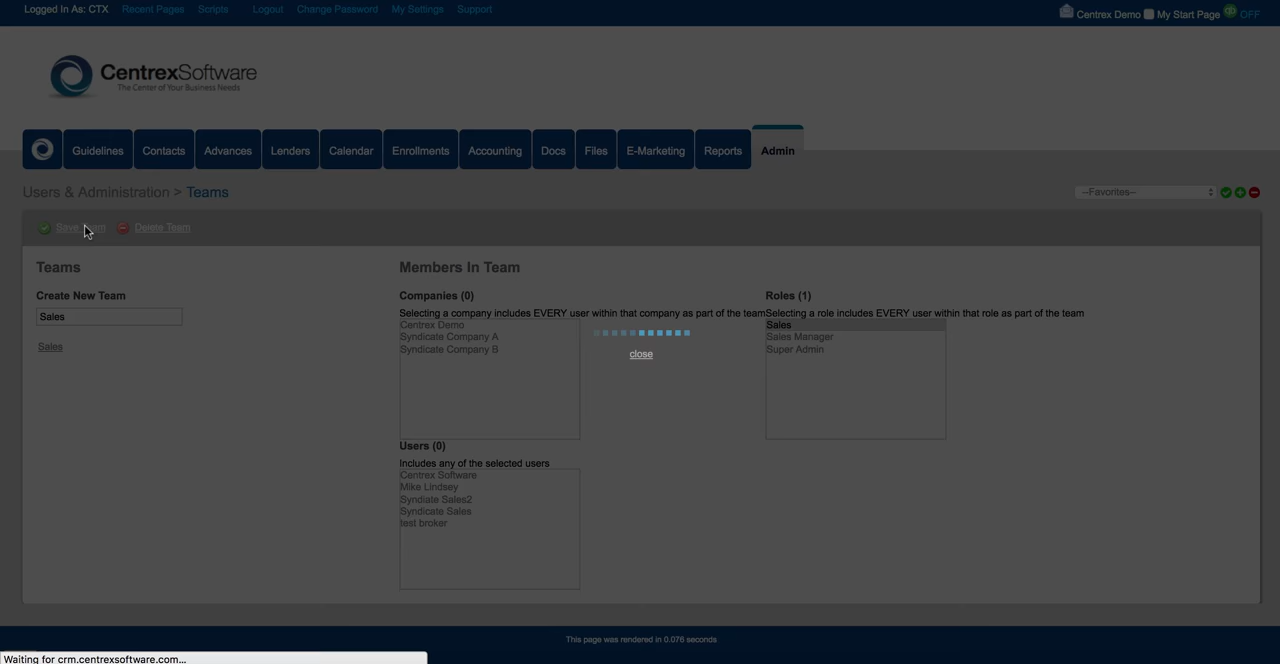 Logged In As: CTX Recent Pages Scripts Logout Change Password My Settings Support
Centrex Demo My Start Page qb OFF
CentrexSoftware
The Center of Your Business Needs
Guidelines Contacts Advances Lenders Calendar Enrollments Accounting Docs Files E-Marketing Reports Admin
Users & Administration > Teams
--Favorites--
Save Team Delete Team
Teams
Create New Team
Sales
Sales
Members In Team
Companies (0)
Selecting a company includes EVERY user within that company as part of the team
Centrex Demo
Syndicate Company A
Syndicate Company B
Roles (1)
Selecting a role includes EVERY user within that role as part of the team
Sales
Sales Manager
Super Admin
close
Users (0)
Includes any of the selected users
Centrex Software
Mike Lindsey
Syndiate Sales2
Syndicate Sales
test broker
This page was rendered in 0.076 seconds
Waiting for crm.centrexsoftware.com...